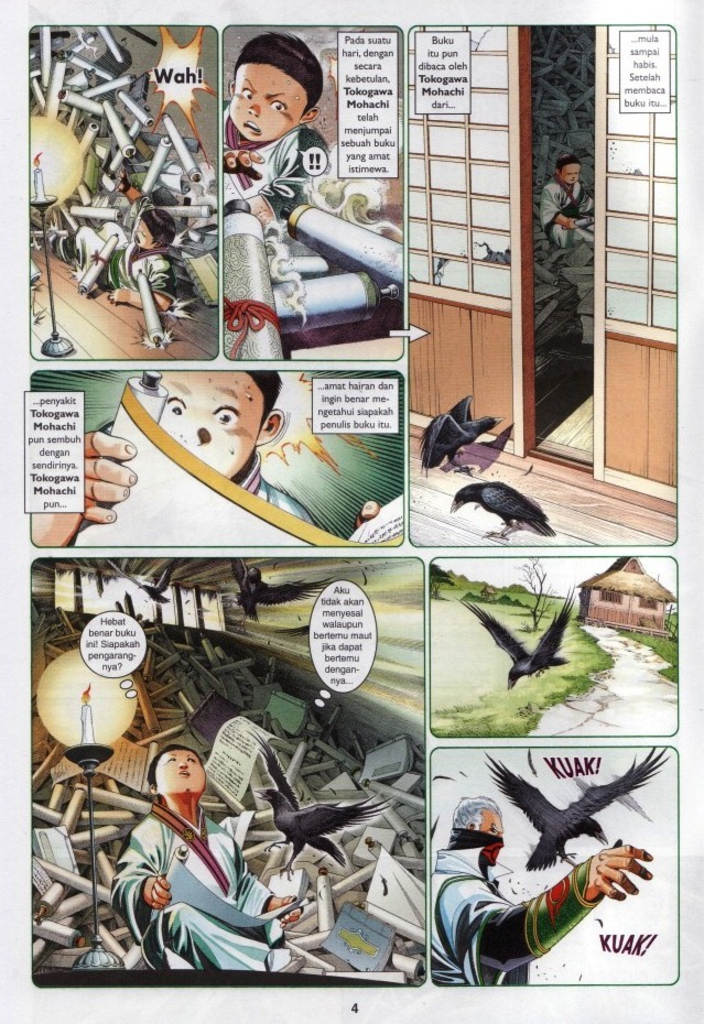 Wah!
Pada suatu
hari, dengan
secara
kebetulan,
Tokogawa
Mohachi
telah
menjumpai
sebuah buku
yang amat
istimewa.
!!
Buku
itu pun
dibaca oleh
Tokogawa
Mohachi
dari...
...mula
sampai
habis.
Setelah
membaca
buku itu...
...penyakit
Tokogawa
Mohachi
pun sembuh
dengan
sendirinya.
Tokogawa
Mohachi
pun...
...amat hairan dan
ingin benar me-
ngetahui siapakah
penulis buku itu.
Hebat
benar buku
ini! Siapakah
pengarang-
nya?
Aku
tidak akan
menyesal
walaupun
bertemu maut
jika dapat
bertemu
dengan-
nya...
KUAK!
KUAK!
4